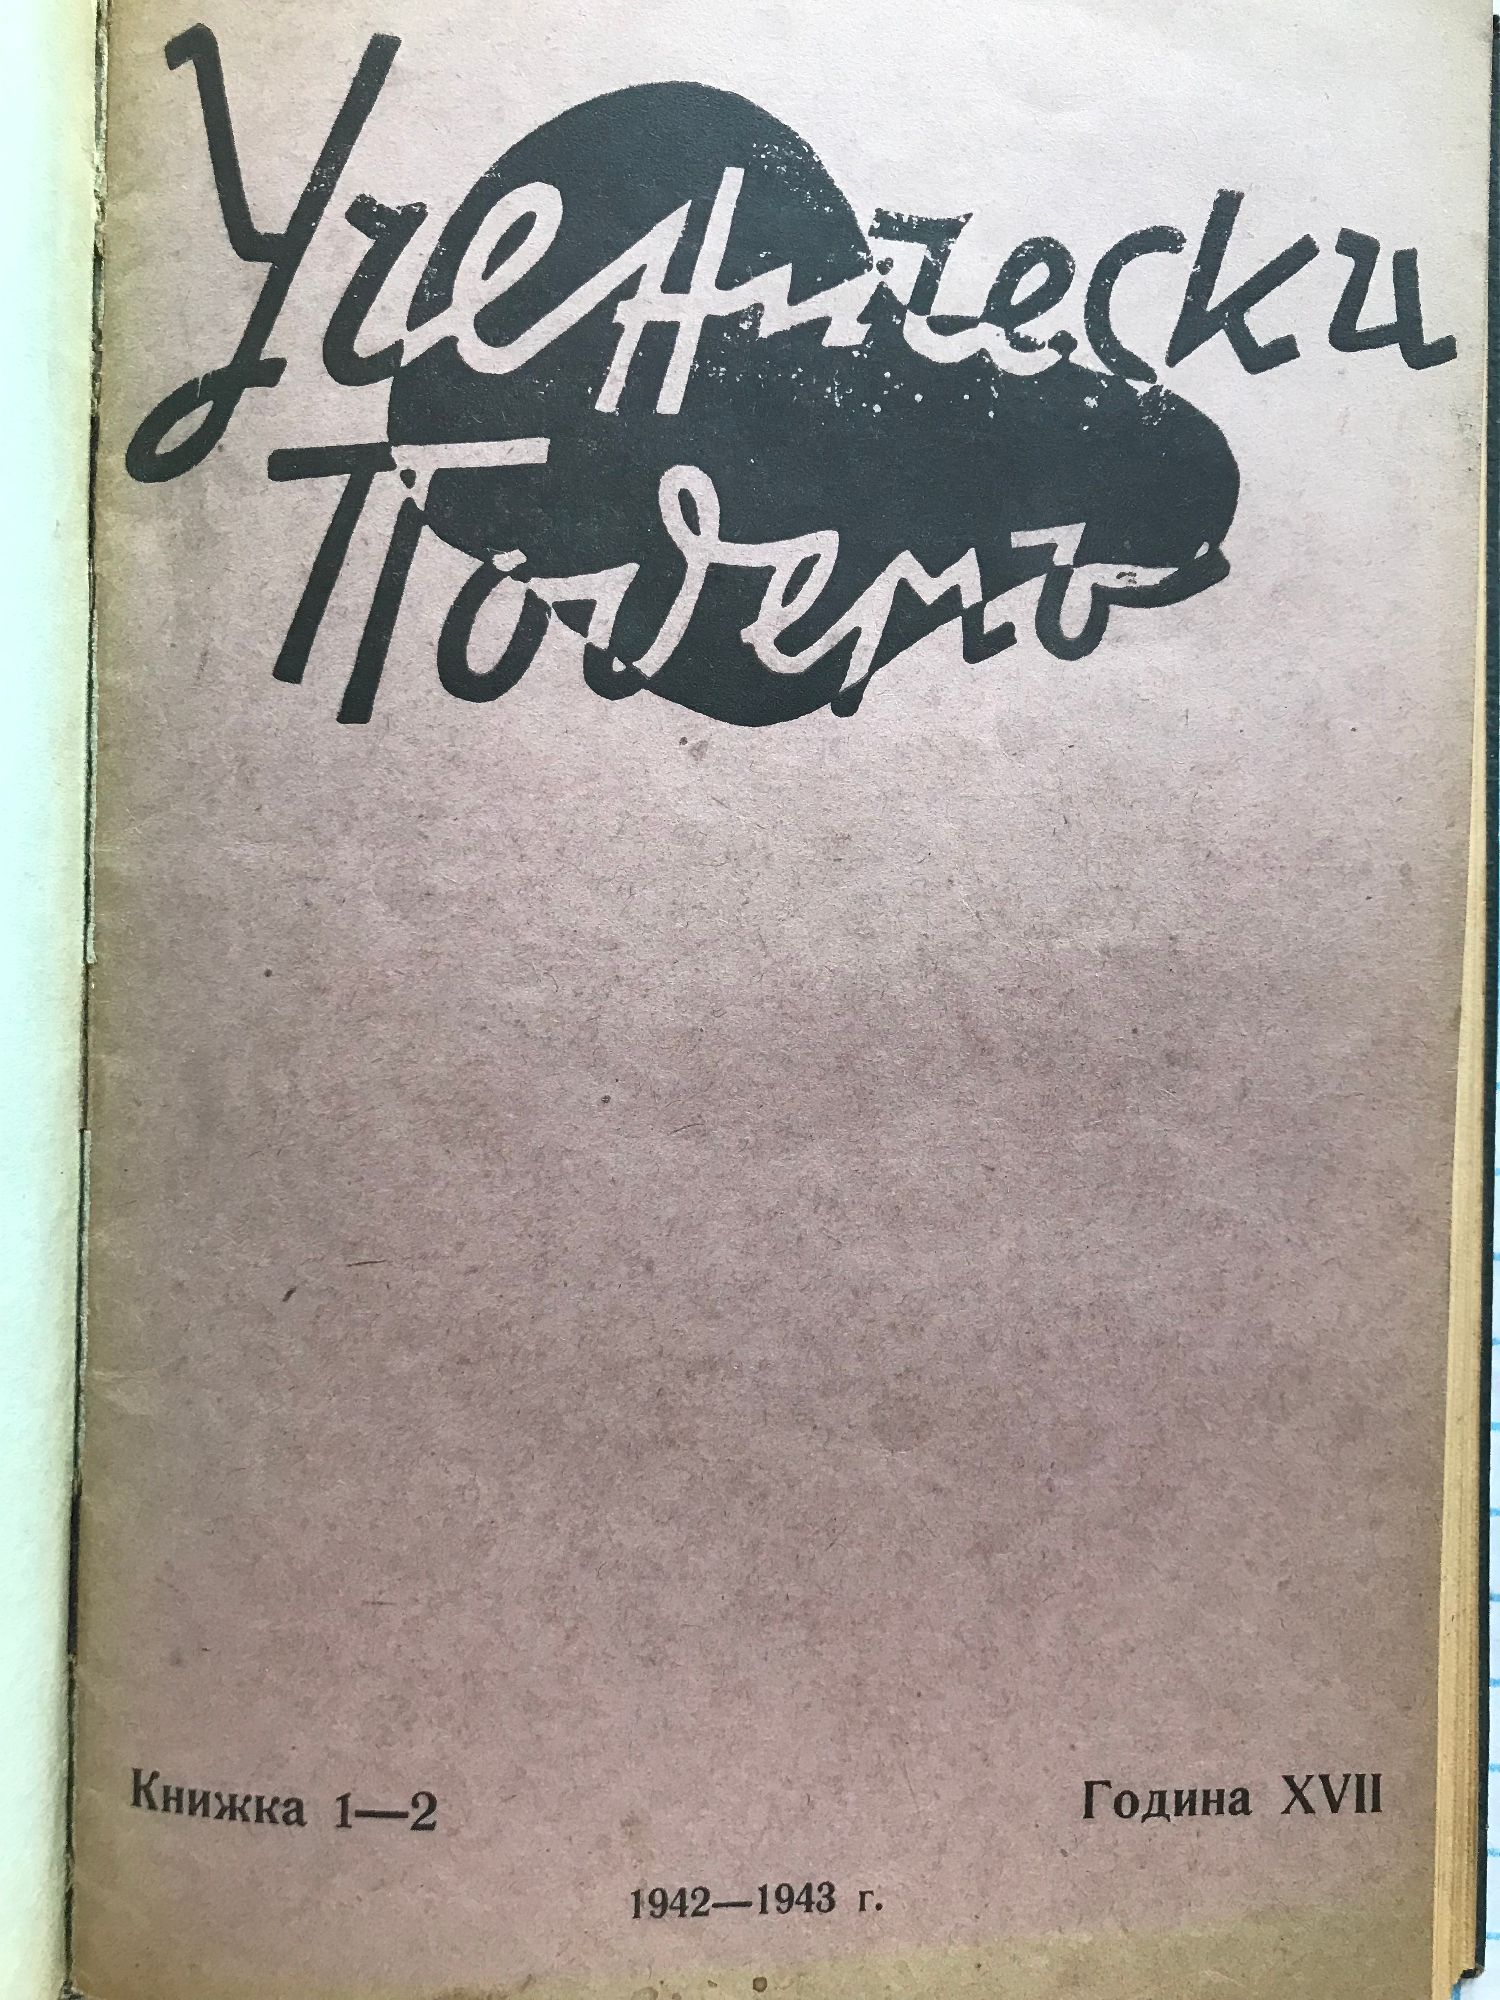 Ученически
Подемъ
Книжка 1—2
Година XVII
1942—1943 г.